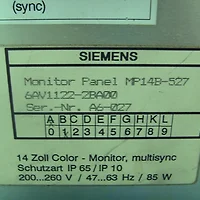 (sync)
SIEMENS
Monitor Panel MP14B-527
6AV1122-2BA00
Ser.-Nr. A6-027
A B C D E F G H J K L
0 1 2 3 4 5 6 7 8 9
14 Zoll Color - Monitor, multisync
Schutzart IP 65 / IP 10
200...260 V / 47...63 Hz / 85 W